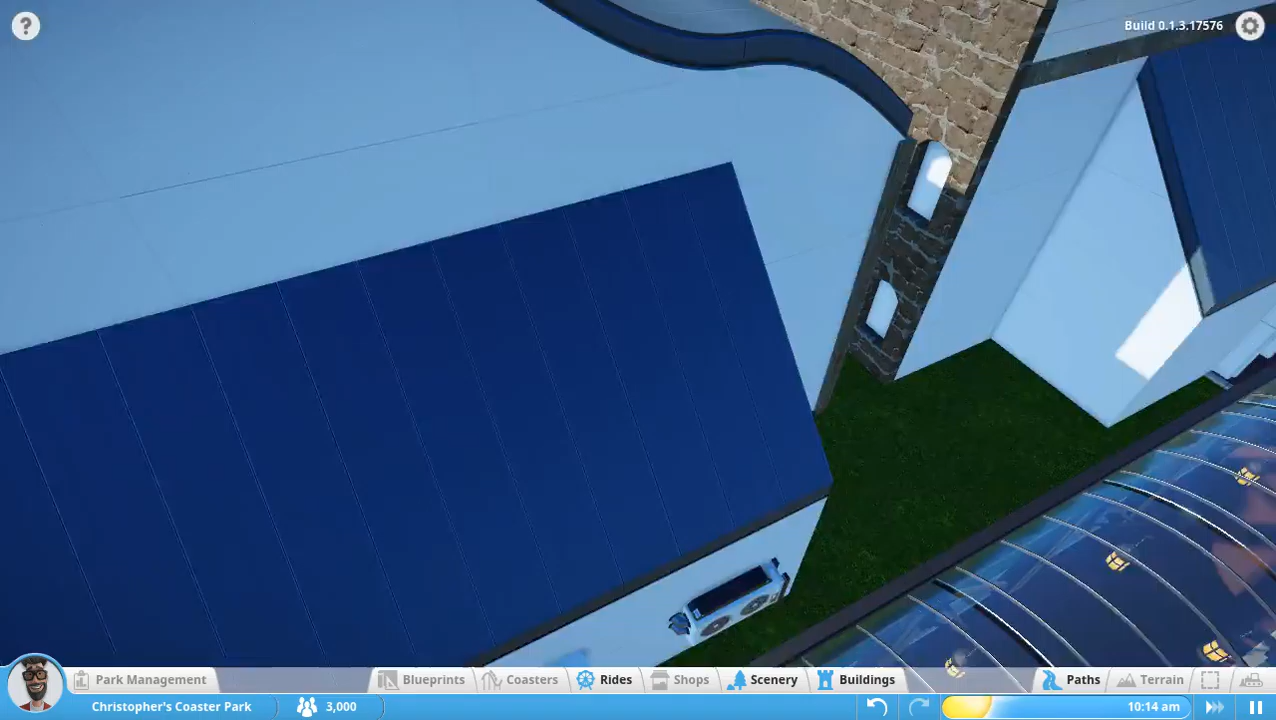 ?
Build 0.1.3.17576
Park Management
Blueprints
Coasters
Rides
Shops
Scenery
Buildings
Paths
Terrain
Christopher's Coaster Park
3,000
10:14 am